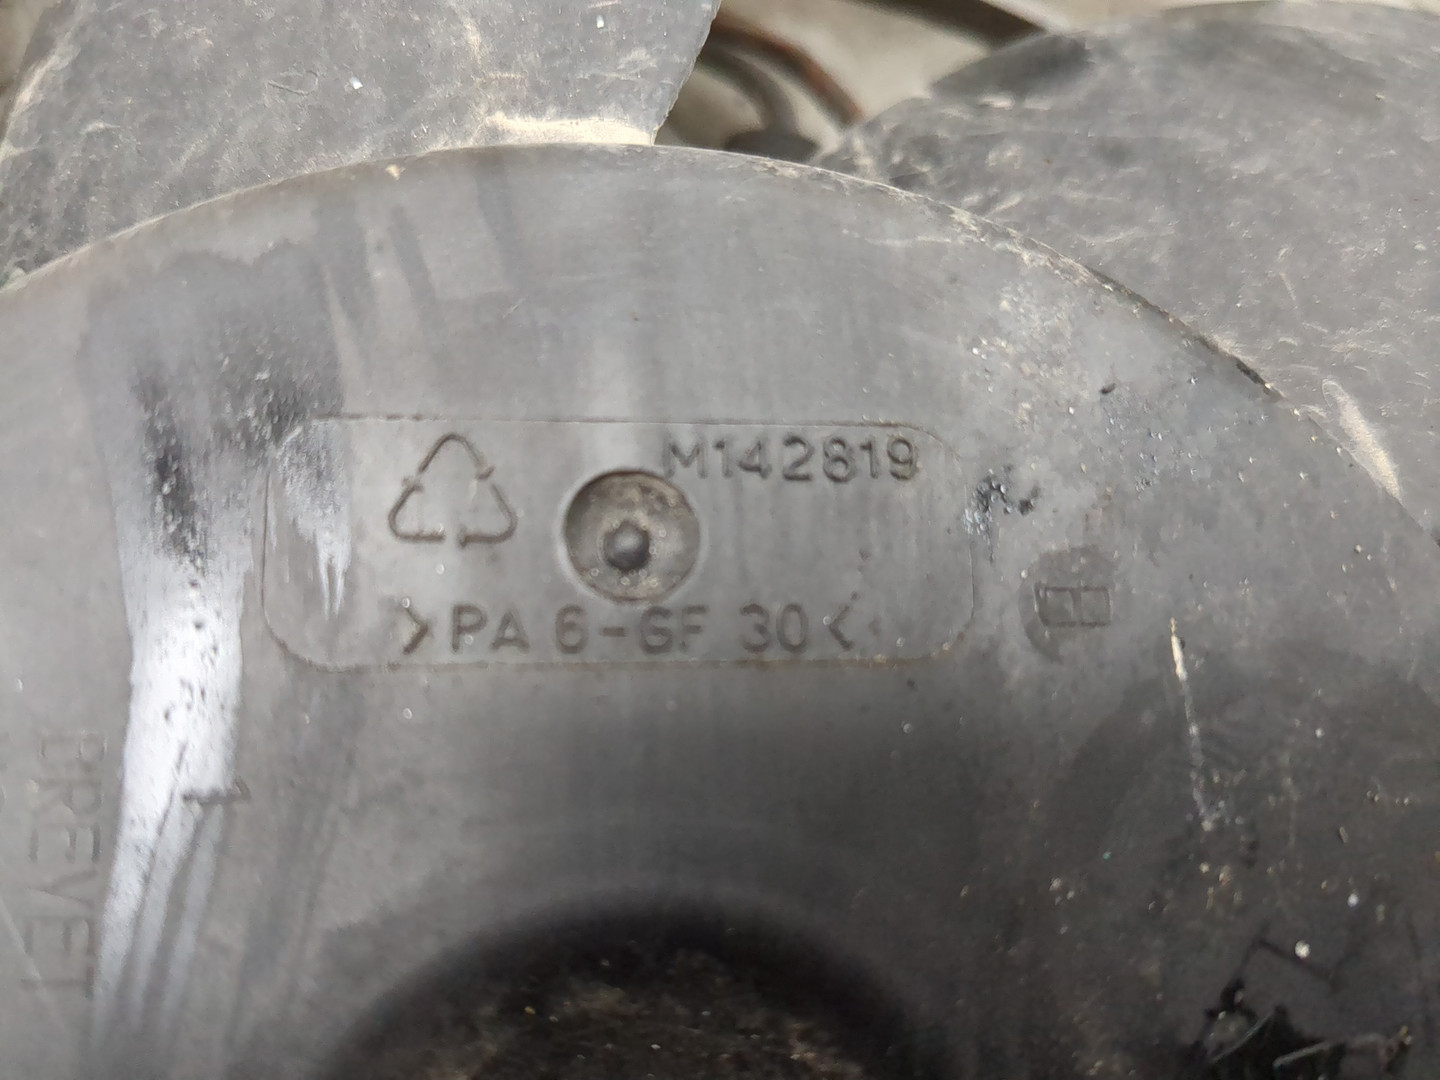 M142819
>PA 6-GF 30<
BREVET